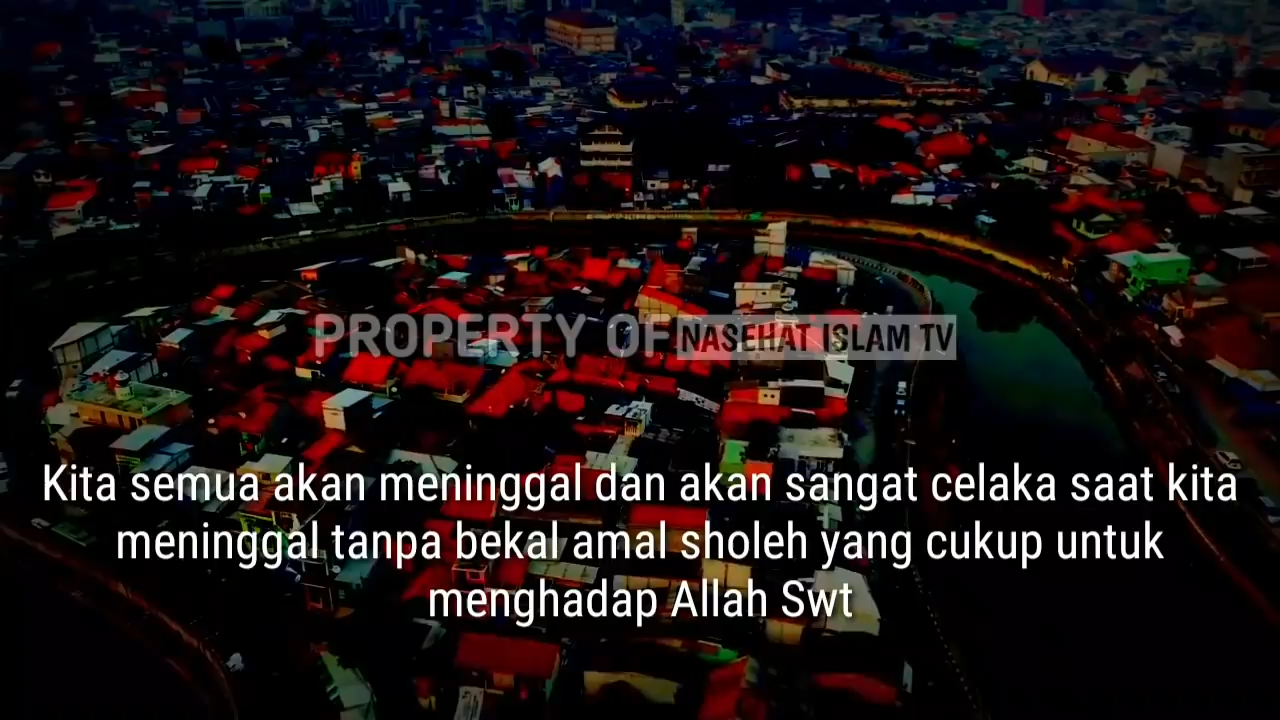 PROPERTY OF NASEHAT ISLAM TV
Kita semua akan meninggal dan akan sangat celaka saat kita
meninggal tanpa bekal amal sholeh yang cukup untuk
menghadap Allah Swt